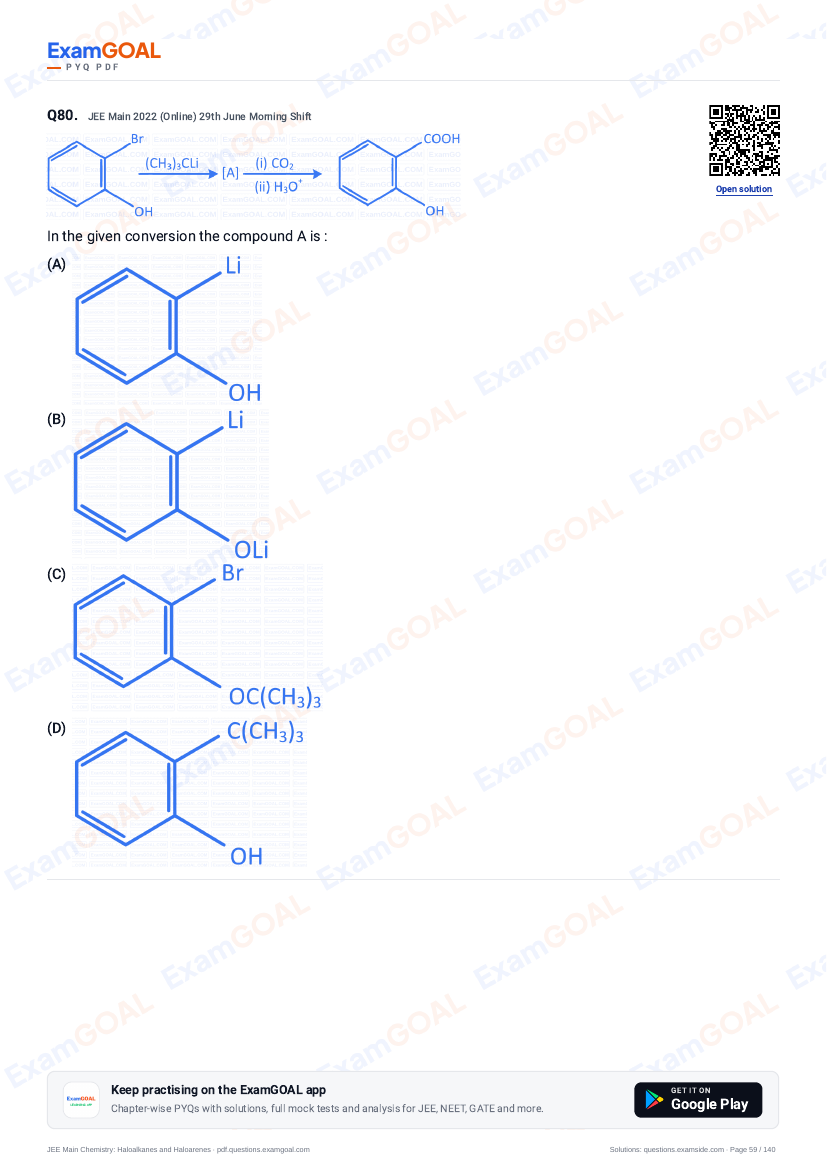 ExamGOAL
PYQ PDF
Q80. JEE Main 2022 (Online) 29th June Morning Shift
Open solution
Br
OH
(CH₃)₃CLi
[A]
(i) CO₂
(ii) H₃O⁺
COOH
OH
In the given conversion the compound A is :
(A)
Li
OH
(B)
Li
OLi
(C)
Br
OC(CH₃)₃
(D)
C(CH₃)₃
OH
ExamGOAL
Keep practising on the ExamGOAL app
Chapter-wise PYQs with solutions, full mock tests and analysis for JEE, NEET, GATE and more.
GET IT ON
Google Play
JEE Main Chemistry: Haloalkanes and Haloarenes · pdf.questions.examgoal.com
Solutions: questions.examside.com · Page 59 / 140